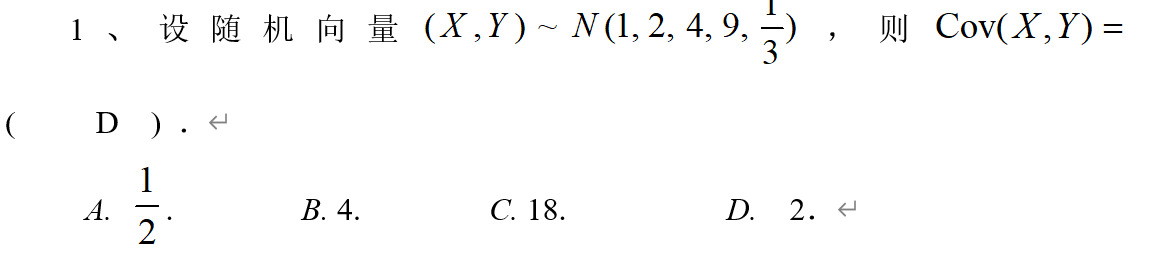 1、设随机向量 (X,Y) ~ N(1, 2, 4, 9, 1/3)，则 Cov(X,Y) =
( D ) . ↵
A. 1/2. B. 4. C. 18. D. 2. ↵